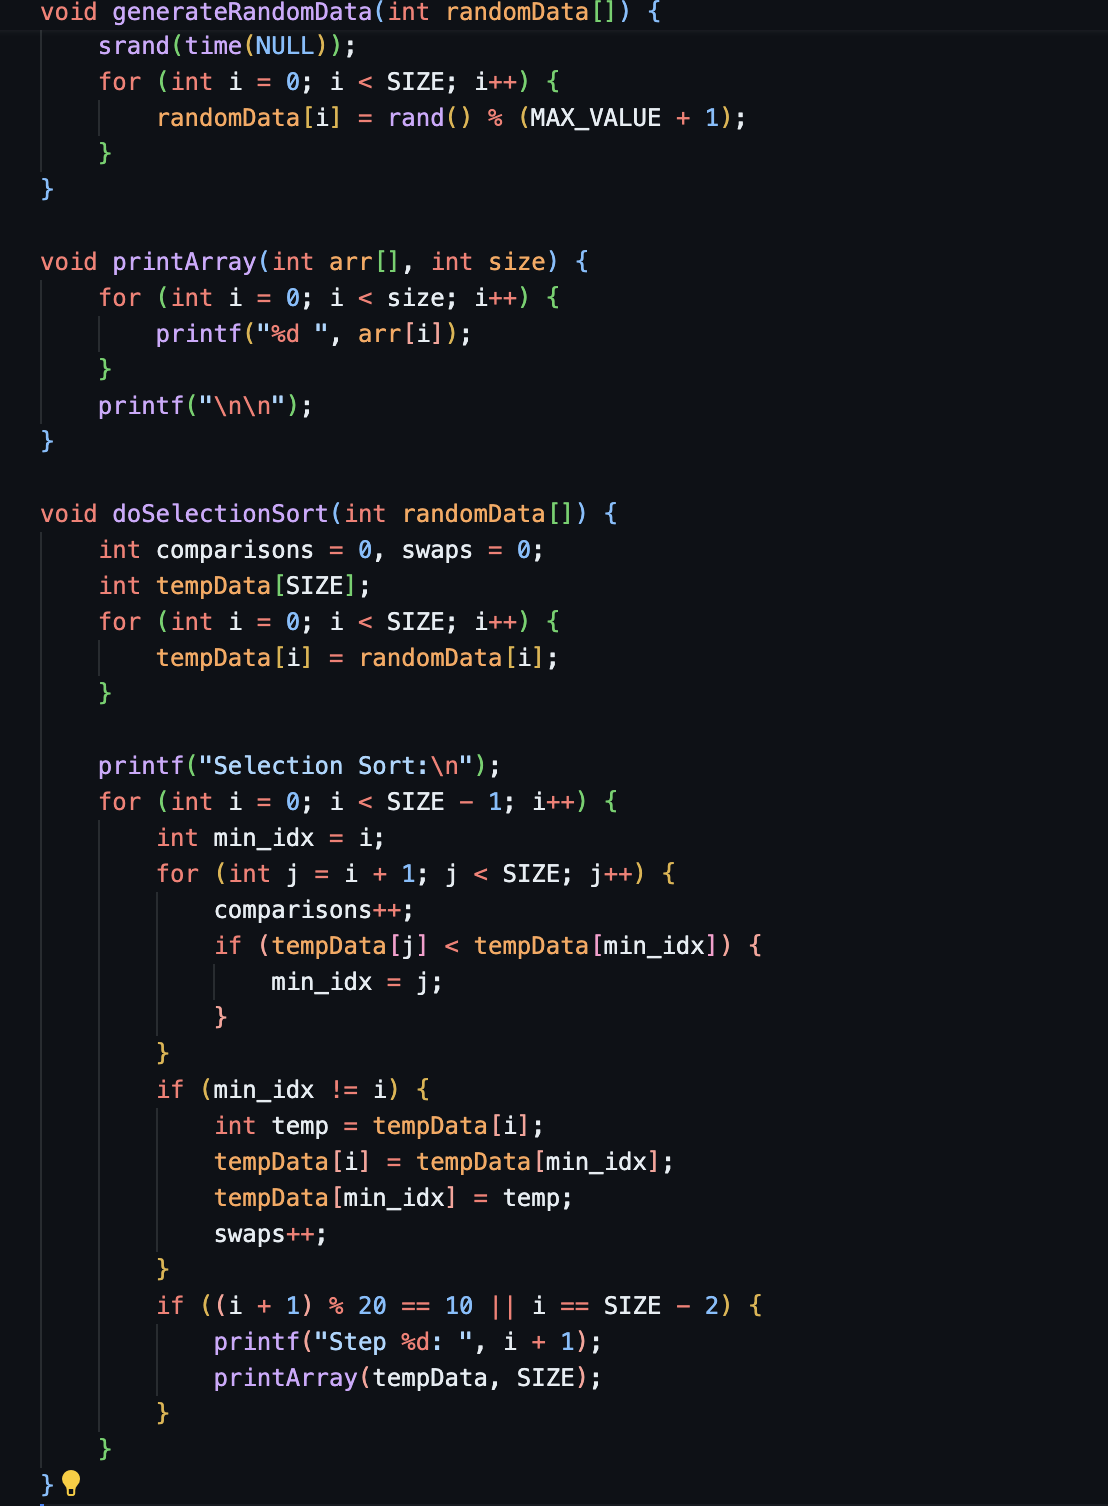 void generateRandomData(int randomData[]) {
    srand(time(NULL));
    for (int i = 0; i < SIZE; i++) {
        randomData[i] = rand() % (MAX_VALUE + 1);
    }
}

void printArray(int arr[], int size) {
    for (int i = 0; i < size; i++) {
        printf("%d ", arr[i]);
    }
    printf("\n\n");
}

void doSelectionSort(int randomData[]) {
    int comparisons = 0, swaps = 0;
    int tempData[SIZE];
    for (int i = 0; i < SIZE; i++) {
        tempData[i] = randomData[i];
    }

    printf("Selection Sort:\n");
    for (int i = 0; i < SIZE - 1; i++) {
        int min_idx = i;
        for (int j = i + 1; j < SIZE; j++) {
            comparisons++;
            if (tempData[j] < tempData[min_idx]) {
                min_idx = j;
            }
        }
        if (min_idx != i) {
            int temp = tempData[i];
            tempData[i] = tempData[min_idx];
            tempData[min_idx] = temp;
            swaps++;
        }
        if ((i + 1) % 20 == 10 || i == SIZE - 2) {
            printf("Step %d: ", i + 1);
            printArray(tempData, SIZE);
        }
    }
}